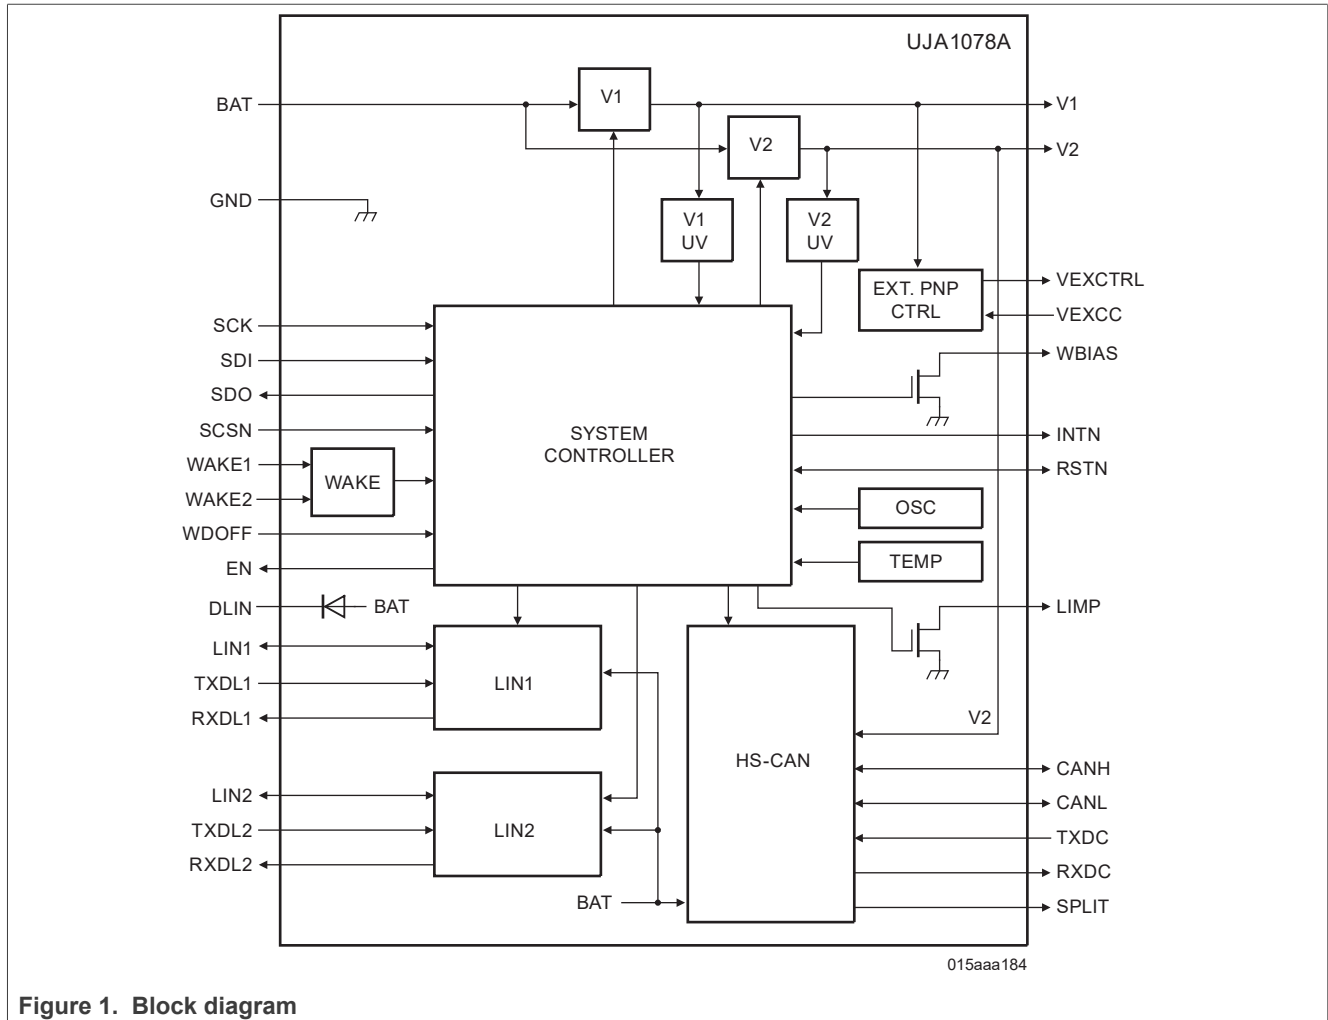 UJA1078A
BAT
V1
V1
V2
V2
GND
V1
UV
V2
UV
EXT. PNP
CTRL
VEXCTRL
VEXCC
SCK
SDI
SDO
SCSN
WAKE1
WAKE2
WAKE
WDOFF
EN
SYSTEM
CONTROLLER
WBIAS
INTN
RSTN
OSC
TEMP
DLIN
BAT
LIMP
LIN1
TXDL1
RXDL1
LIN1
V2
HS-CAN
LIN2
TXDL2
RXDL2
LIN2
BAT
CANH
CANL
TXDC
RXDC
SPLIT
015aaa184
Figure 1. Block diagram